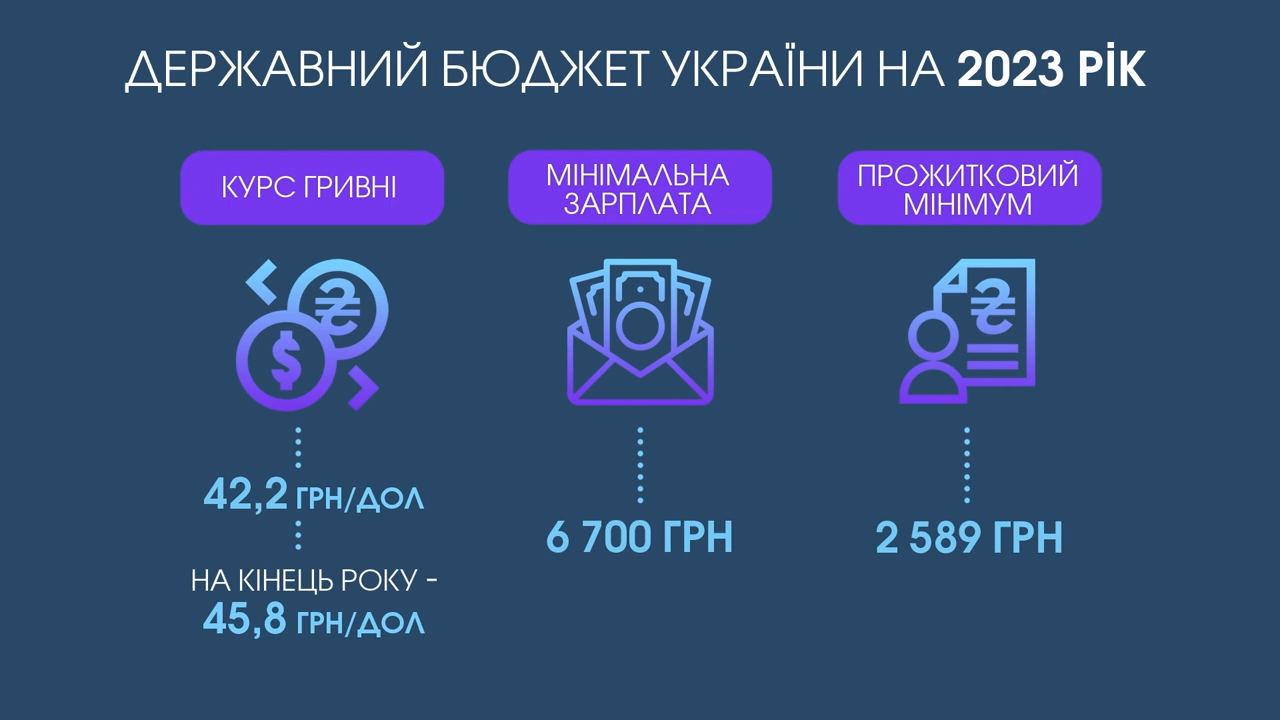 ДЕРЖАВНИЙ БЮДЖЕТ УКРАЇНИ НА 2023 РІК
КУРС ГРИВНІ
МІНІМАЛЬНА
ЗАРПЛАТА
ПРОЖИТКОВИЙ
МІНІМУМ
₴
$
₴
42,2 ГРН/ДОЛ
НА КІНЕЦЬ РОКУ -
45,8 ГРН/ДОЛ
6 700 ГРН
2 589 ГРН